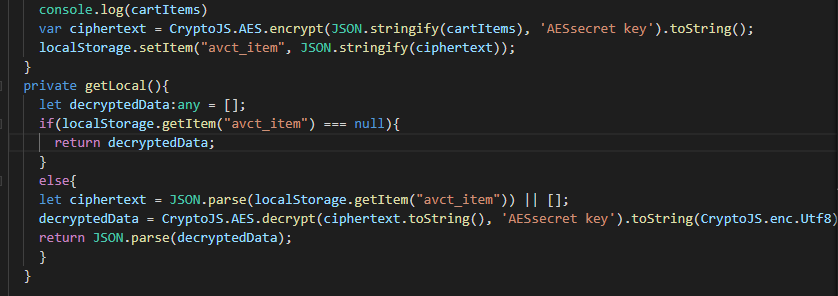 console.log(cartItems)
var ciphertext = CryptoJS.AES.encrypt(JSON.stringify(cartItems), 'AESsecret key').toString();
localStorage.setItem("avct_item", JSON.stringify(ciphertext));
}
private getLocal(){
let decryptedData:any = [];
if(localStorage.getItem("avct_item") === null){
return decryptedData;
}
else{
let ciphertext = JSON.parse(localStorage.getItem("avct_item")) || [];
decryptedData = CryptoJS.AES.decrypt(ciphertext.toString(), 'AESsecret key').toString(CryptoJS.enc.Utf8)
return JSON.parse(decryptedData);
}
}